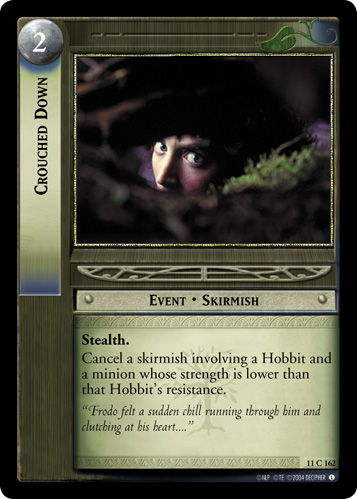 2
Crouched Down
Event • Skirmish
Stealth.
Cancel a skirmish involving a Hobbit and
a minion whose strength is lower than
that Hobbit's resistance.
"Frodo felt a sudden chill running through him and
clutching at his heart...."
11 C 162
©NLP ©TE ©2004 DECIPHER